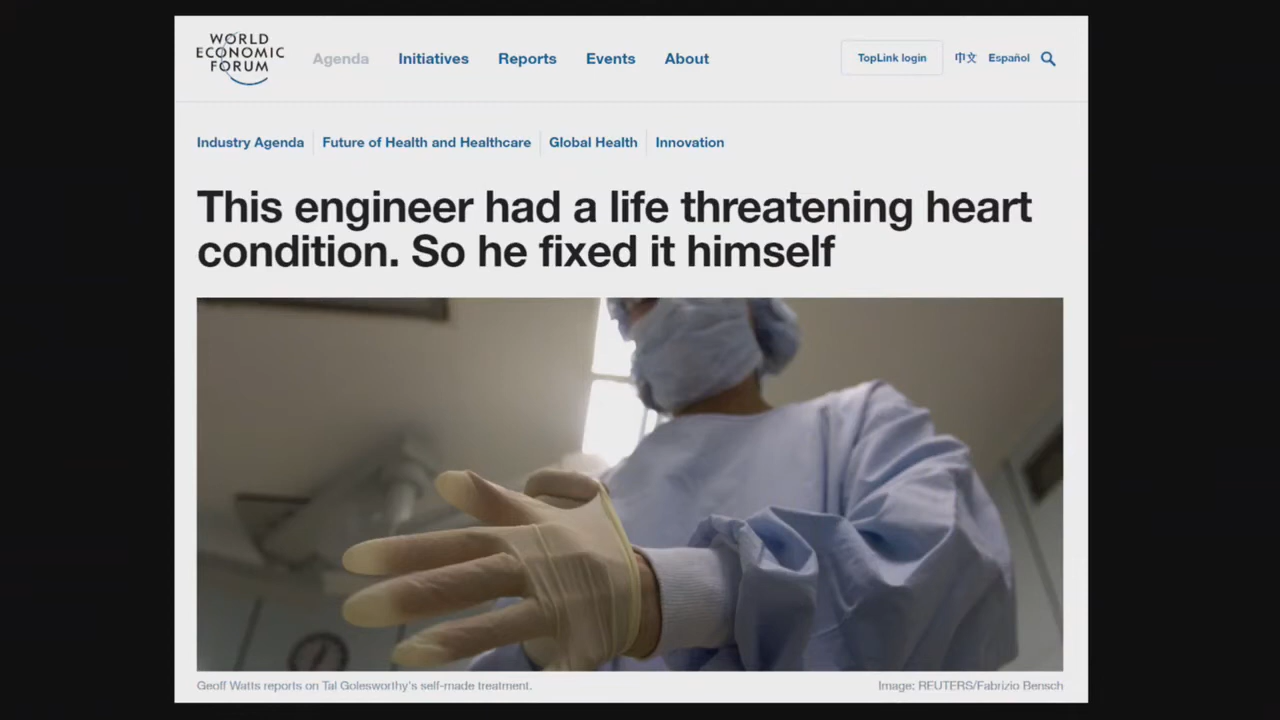 WORLD
ECONOMIC
FORUM
Agenda
Initiatives
Reports
Events
About
TopLink login
中文
Español
Industry Agenda
Future of Health and Healthcare
Global Health
Innovation
This engineer had a life threatening heart
condition. So he fixed it himself
Geoff Watts reports on Tal Golesworthy's self-made treatment.
Image: REUTERS/Fabrizio Bensch